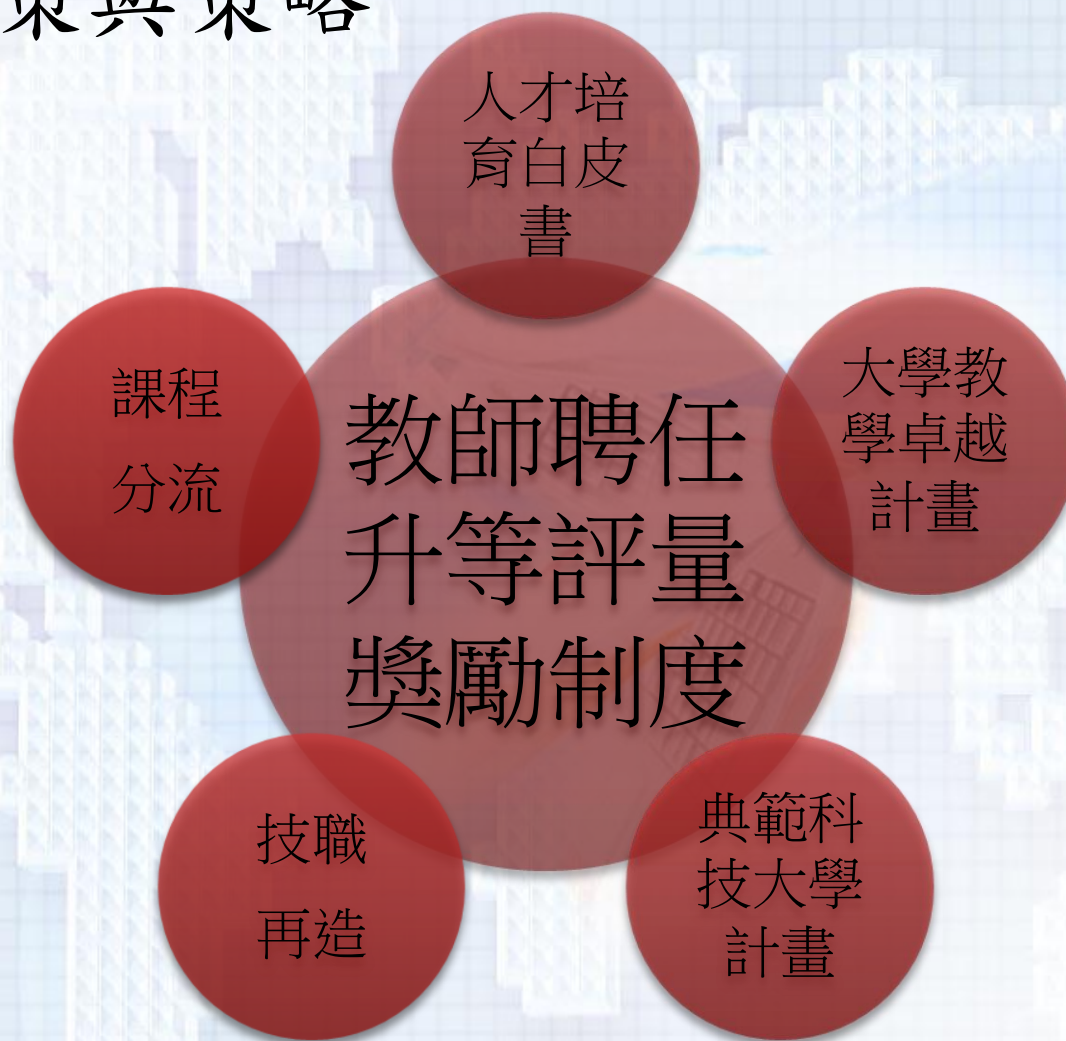 策與策略
人才培
育白皮
書
大學教
學卓越
計畫
課程
分流
教師聘任
升等評量
獎勵制度
技職
再造
典範科
技大學
計畫